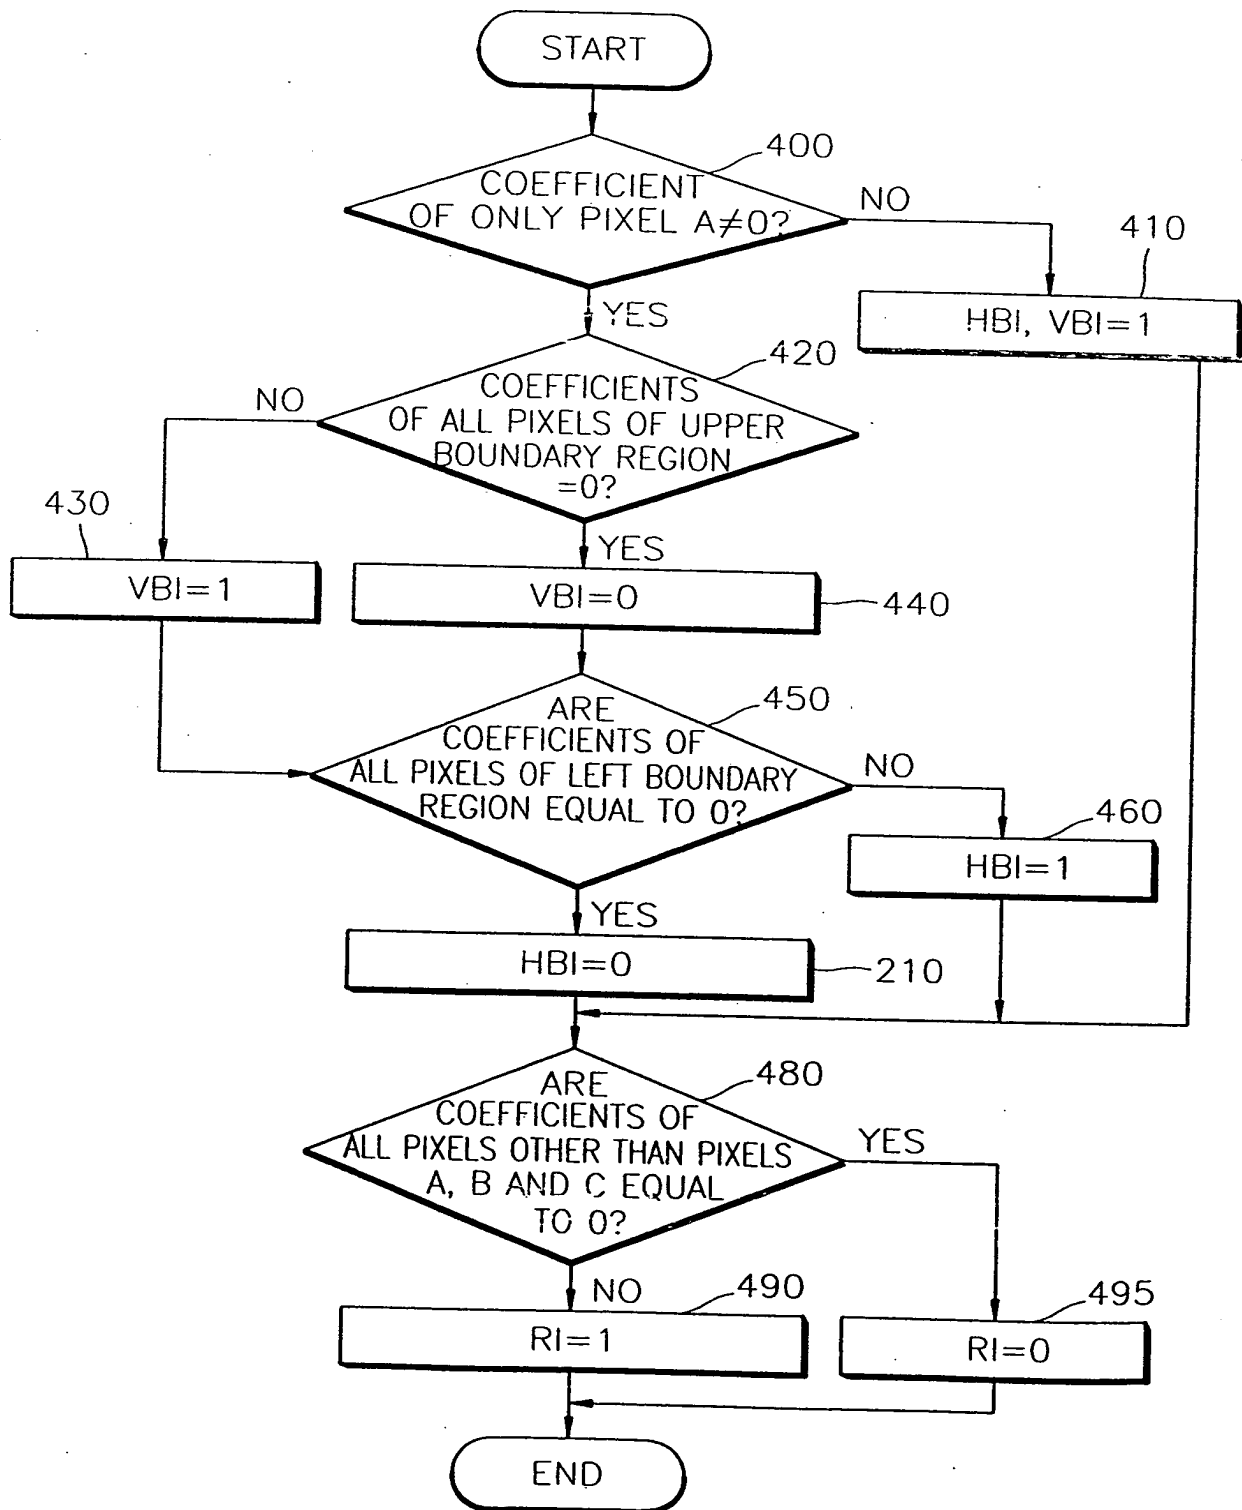 START
400
COEFFICIENT
OF ONLY PIXEL A≠0?
NO
410
HBI, VBI=1
YES
420
COEFFICIENTS
OF ALL PIXELS OF UPPER
BOUNDARY REGION
=0?
NO
430
VBI=1
YES
VBI=0
440
450
ARE
COEFFICIENTS OF
ALL PIXELS OF LEFT BOUNDARY
REGION EQUAL TO 0?
NO
460
HBI=1
YES
HBI=0
210
480
ARE
COEFFICIENTS OF
ALL PIXELS OTHER THAN PIXELS
A, B AND C EQUAL
TO 0?
YES
NO
490
RI=1
495
RI=0
END